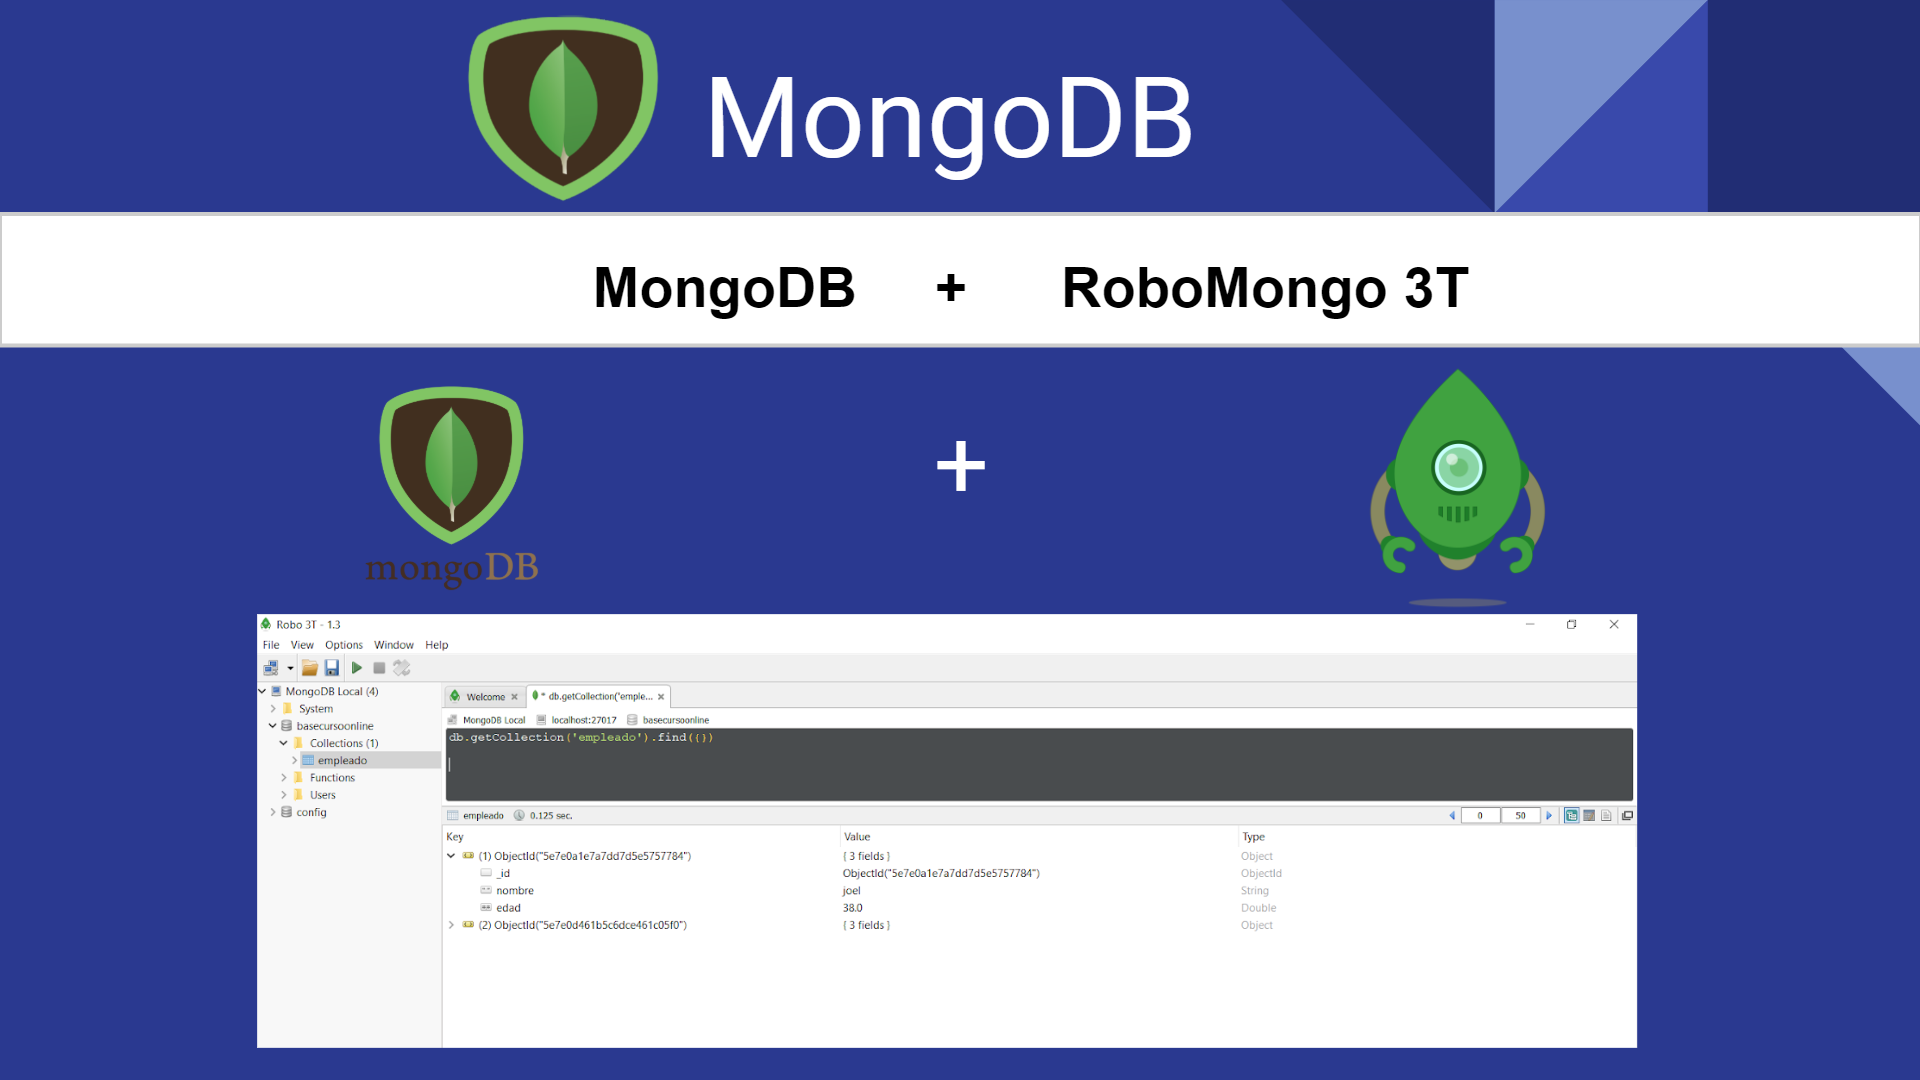 MongoDB
MongoDB + RoboMongo 3T
+
mongoDB
Robo 3T - 1.3
File View Options Window Help
MongoDB Local (4)
System
basecursoonline
Collections (1)
empleado
Functions
Users
config
Welcome * db.getCollection('emple...
MongoDB Local localhost:27017 basecursoonline
db.getCollection('empleado').find({})
empleado 0.125 sec. 0 50
Key Value Type
(1) ObjectId("5e7e0a1e7a7dd7d5e5757784") { 3 fields } Object
_id ObjectId("5e7e0a1e7a7dd7d5e5757784") ObjectId
nombre joel String
edad 38.0 Double
(2) ObjectId("5e7e0d461b5c6dce461c05f0") { 3 fields } Object